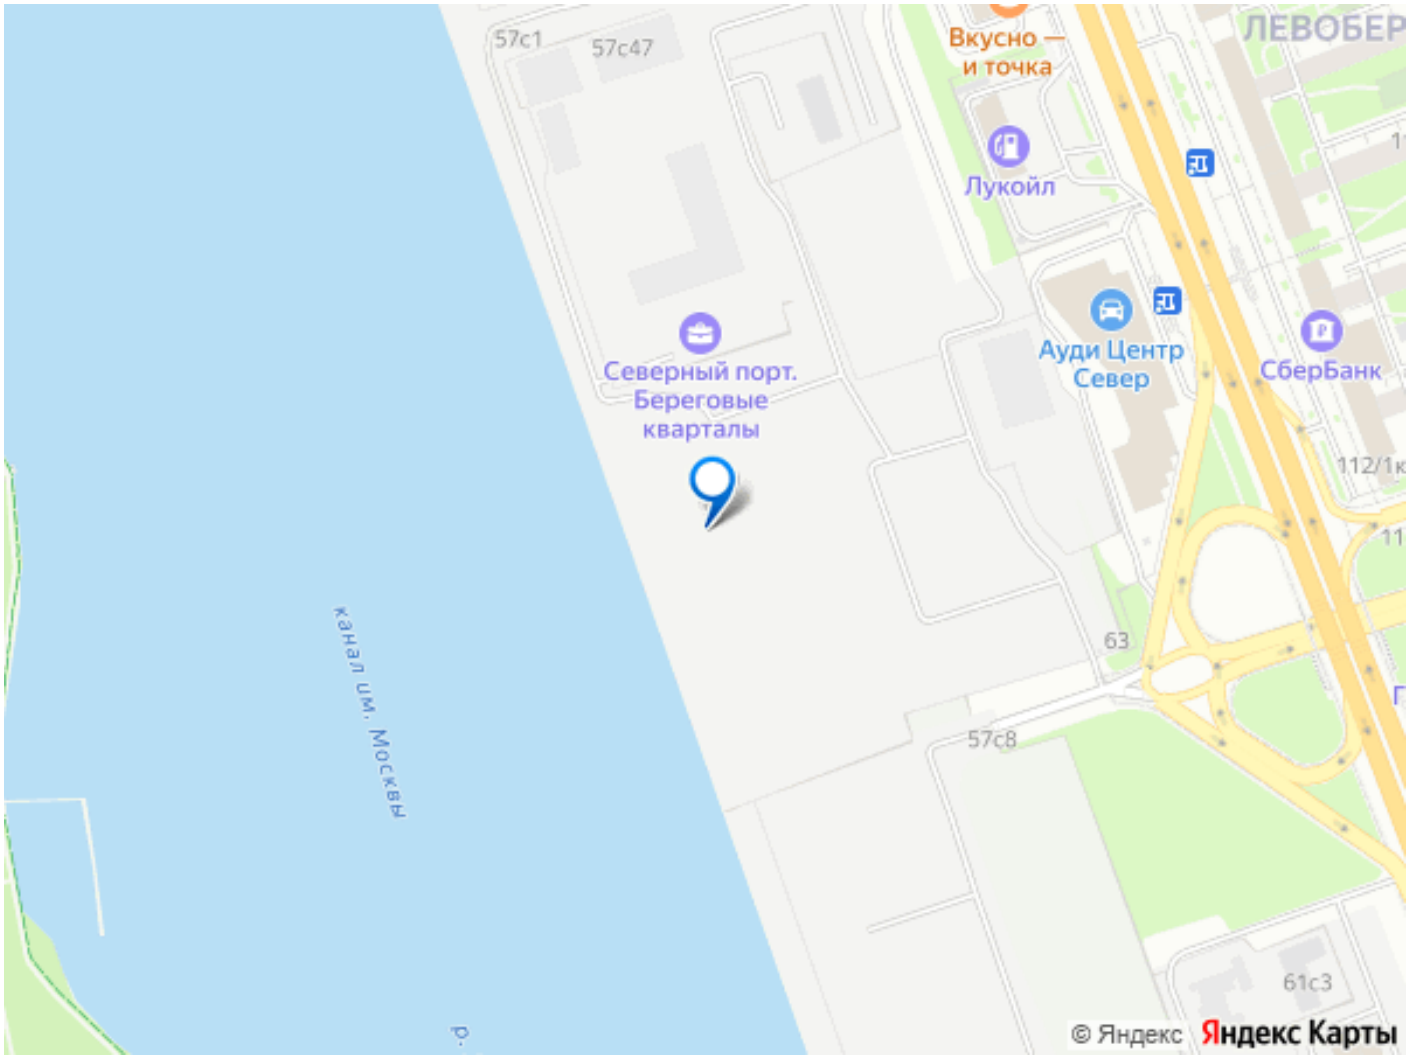 57с1
57с47
Вкусно —
и точка
ЛЕВОБЕР
Лукойл
Ауди Центр
Север
СберБанк
Северный порт.
Береговые
кварталы
112/1к
11
63
канал им. Москвы
57с8
61с3
р.
© Яндекс
Яндекс Карты